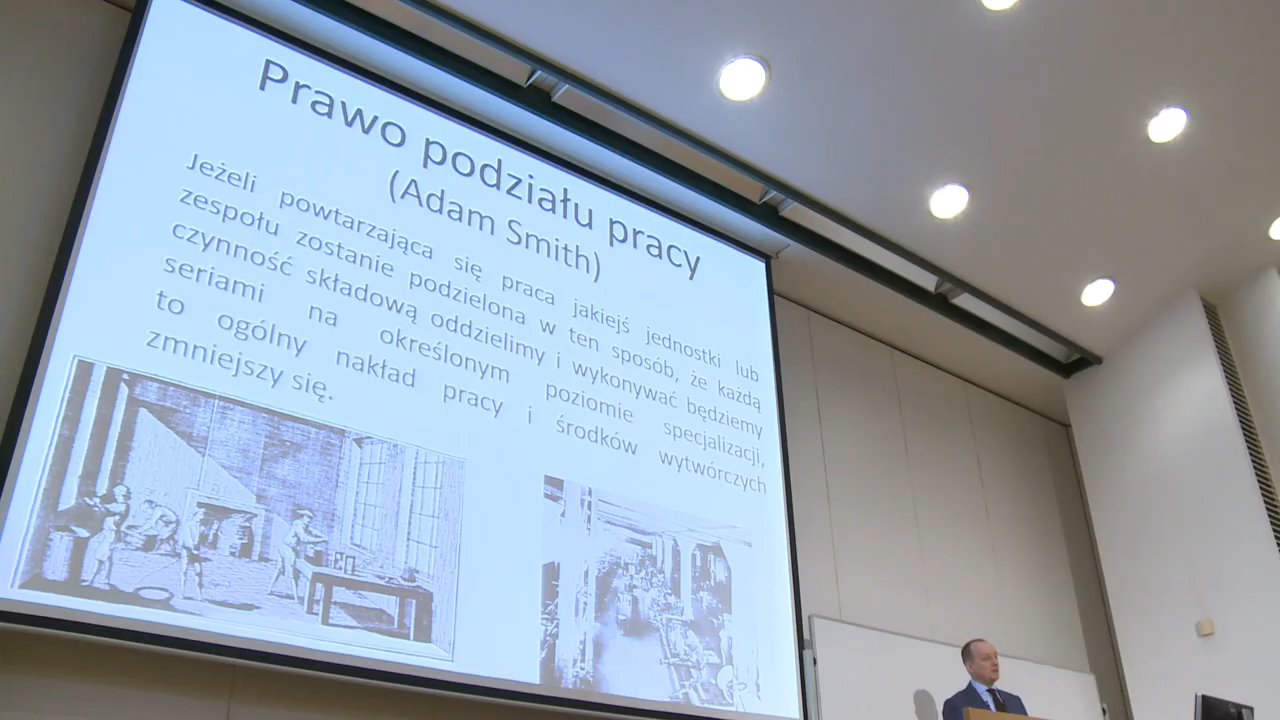 Prawo podziału pracy
(Adam Smith)
Jeżeli powtarzająca się praca jakiejś jednostki lub
zespołu zostanie podzielona w ten sposób, że każdą
czynność składową oddzielimy i wykonywać będziemy
seriami na określonym poziomie specjalizacji,
to ogólny nakład pracy i środków wytwórczych
zmniejszy się.